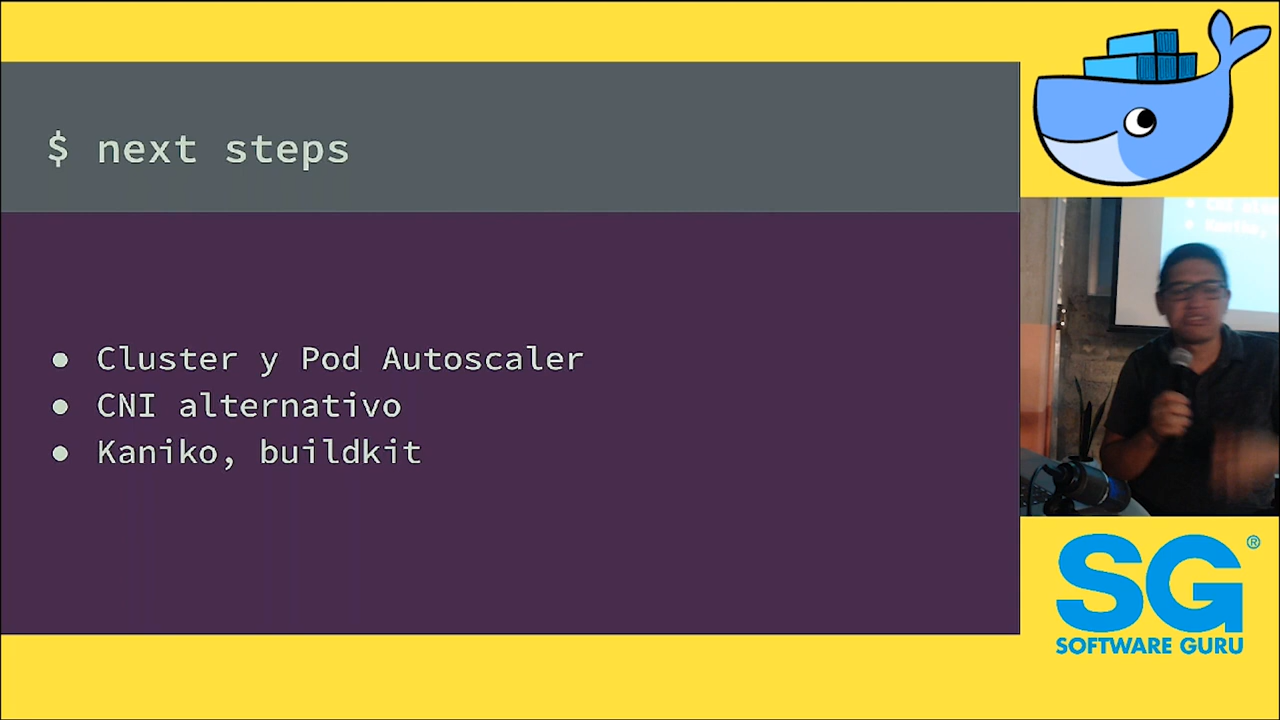 $ next steps
● Cluster y Pod Autoscaler
● CNI alternativo
● Kaniko, buildkit
SG®
SOFTWARE GURU